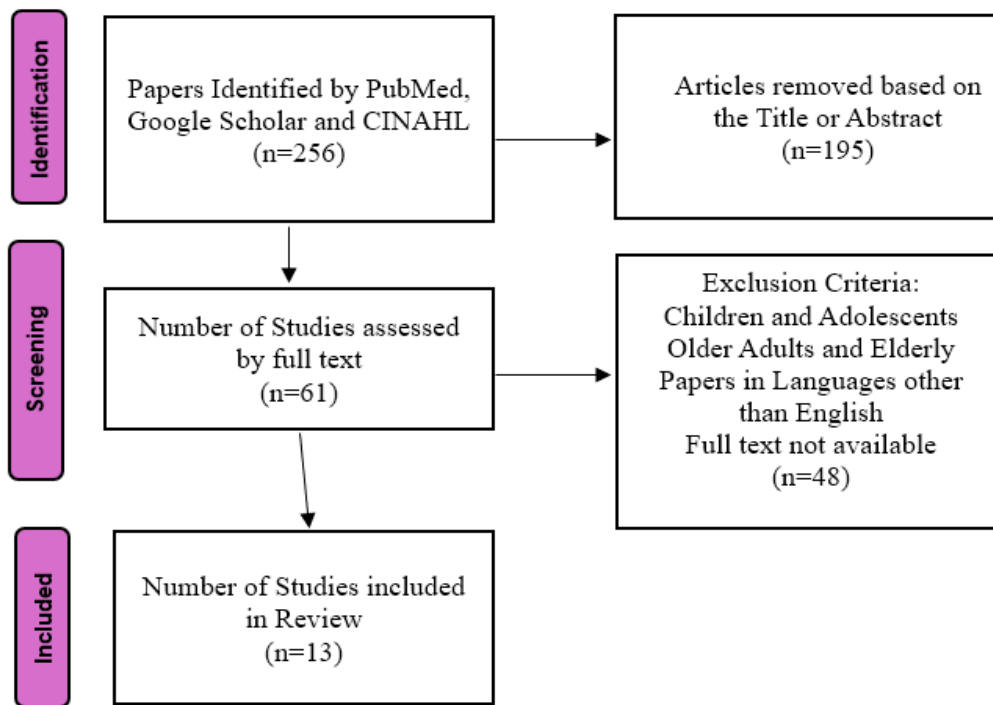 Identification
Papers Identified by PubMed,
Google Scholar and CINAHL
(n=256)
Articles removed based on
the Title or Abstract
(n=195)
Screening
Number of Studies assessed
by full text
(n=61)
Exclusion Criteria:
Children and Adolescents
Older Adults and Elderly
Papers in Languages other
than English
Full text not available
(n=48)
Included
Number of Studies included
in Review
(n=13)